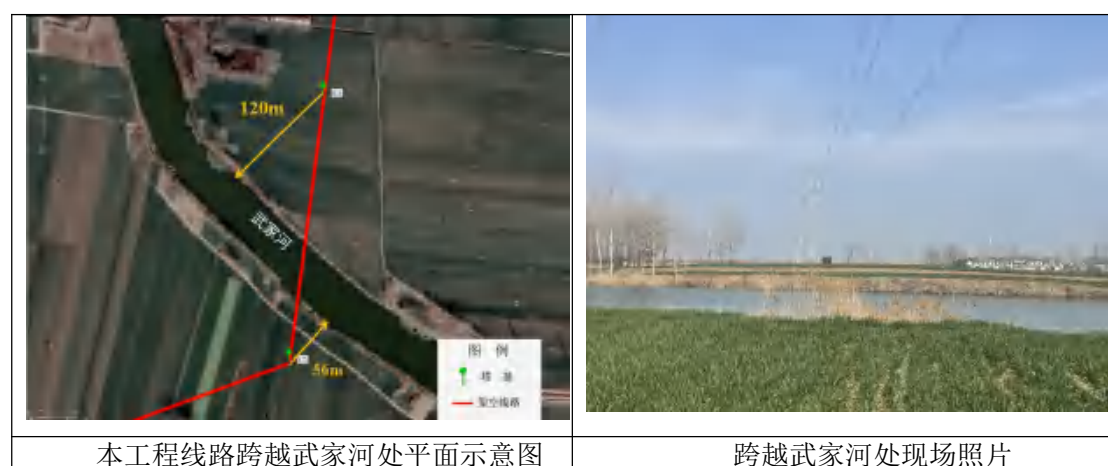 120m
武家河
56m
图 例
塔 基
架空线路
本工程线路跨越武家河处平面示意图
跨越武家河处现场照片